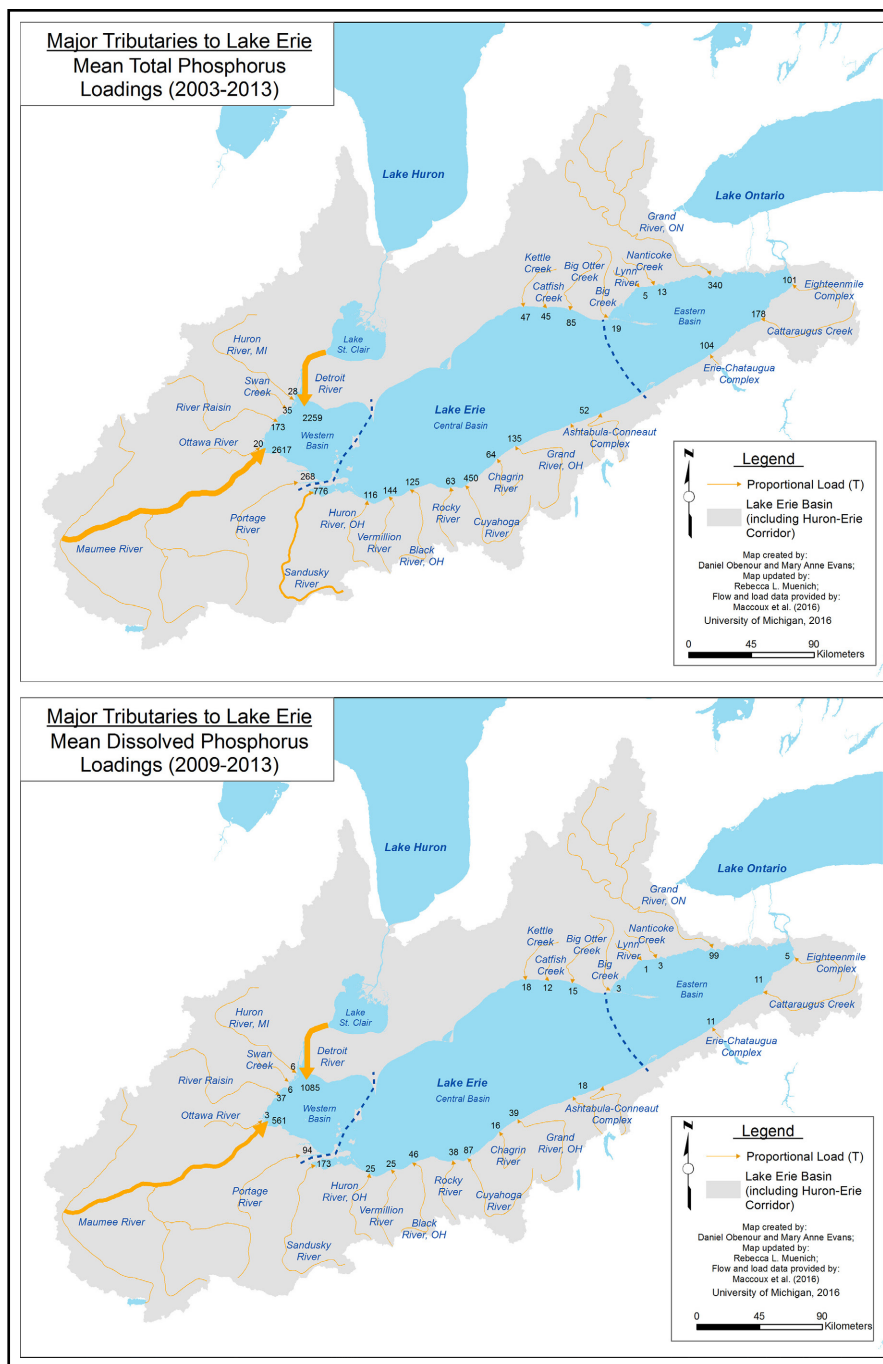 Major Tributaries to Lake Erie
Mean Total Phosphorus
Loadings (2003-2013)
Lake Huron
Lake Ontario
Grand
River, ON
Kettle
Creek
Big Otter
Creek
Nanticoke
Creek
Catfish
Creek
Lynn
River
Big
Creek
47
45
85
19
5
13
340
101
Eighteenmile
Complex
Eastern
Basin
178
Cattaraugus Creek
104
Erie-Chataugua
Complex
Huron
River, MI
Lake
St. Clair
Swan
Creek
Detroit
River
28
35
River Raisin
173
2259
Ottawa River
20
2617
Western
Basin
Lake Erie
Central Basin
52
Ashtabula-Conneaut
Complex
135
Grand
River, OH
64
Chagrin
River
268
776
116
144
125
63
450
Portage
River
Huron
River, OH
Vermillion
River
Black
River, OH
Rocky
River
Cuyahoga
River
Maumee River
Sandusky
River
N
Legend
Proportional Load (T)
Lake Erie Basin
(including Huron-Erie
Corridor)
Map created by:
Daniel Obenour and Mary Anne Evans;
Map updated by:
Rebecca L. Muenich;
Flow and load data provided by:
Maccoux et al. (2016)
University of Michigan, 2016
0 45 90
Kilometers
Major Tributaries to Lake Erie
Mean Dissolved Phosphorus
Loadings (2009-2013)
Lake Huron
Lake Ontario
Grand
River, ON
Kettle
Creek
Big Otter
Creek
Nanticoke
Creek
Catfish
Creek
Lynn
River
Big
Creek
18
12
15
3
1
3
99
5
Eighteenmile
Complex
Eastern
Basin
11
Cattaraugus Creek
11
Erie-Chataugua
Complex
Huron
River, MI
Lake
St. Clair
Swan
Creek
Detroit
River
6
6
River Raisin
37
1085
Ottawa River
3
561
Western
Basin
Lake Erie
Central Basin
18
Ashtabula-Conneaut
Complex
39
Grand
River, OH
16
Chagrin
River
94
173
25
25
46
38
87
Portage
River
Huron
River, OH
Vermillion
River
Black
River, OH
Rocky
River
Cuyahoga
River
Maumee River
Sandusky
River
N
Legend
Proportional Load (T)
Lake Erie Basin
(including Huron-Erie
Corridor)
Map created by:
Daniel Obenour and Mary Anne Evans;
Map updated by:
Rebecca L. Muenich;
Flow and load data provided by:
Maccoux et al. (2016)
University of Michigan, 2016
0 45 90
Kilometers